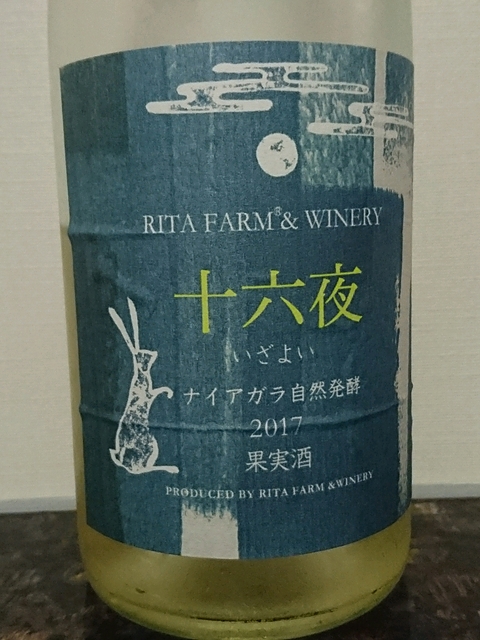 RITA FARM® & WINERY
十六夜
いざよい
ナイアガラ自然発酵
2017
果実酒
PRODUCED BY RITA FARM &WINERY